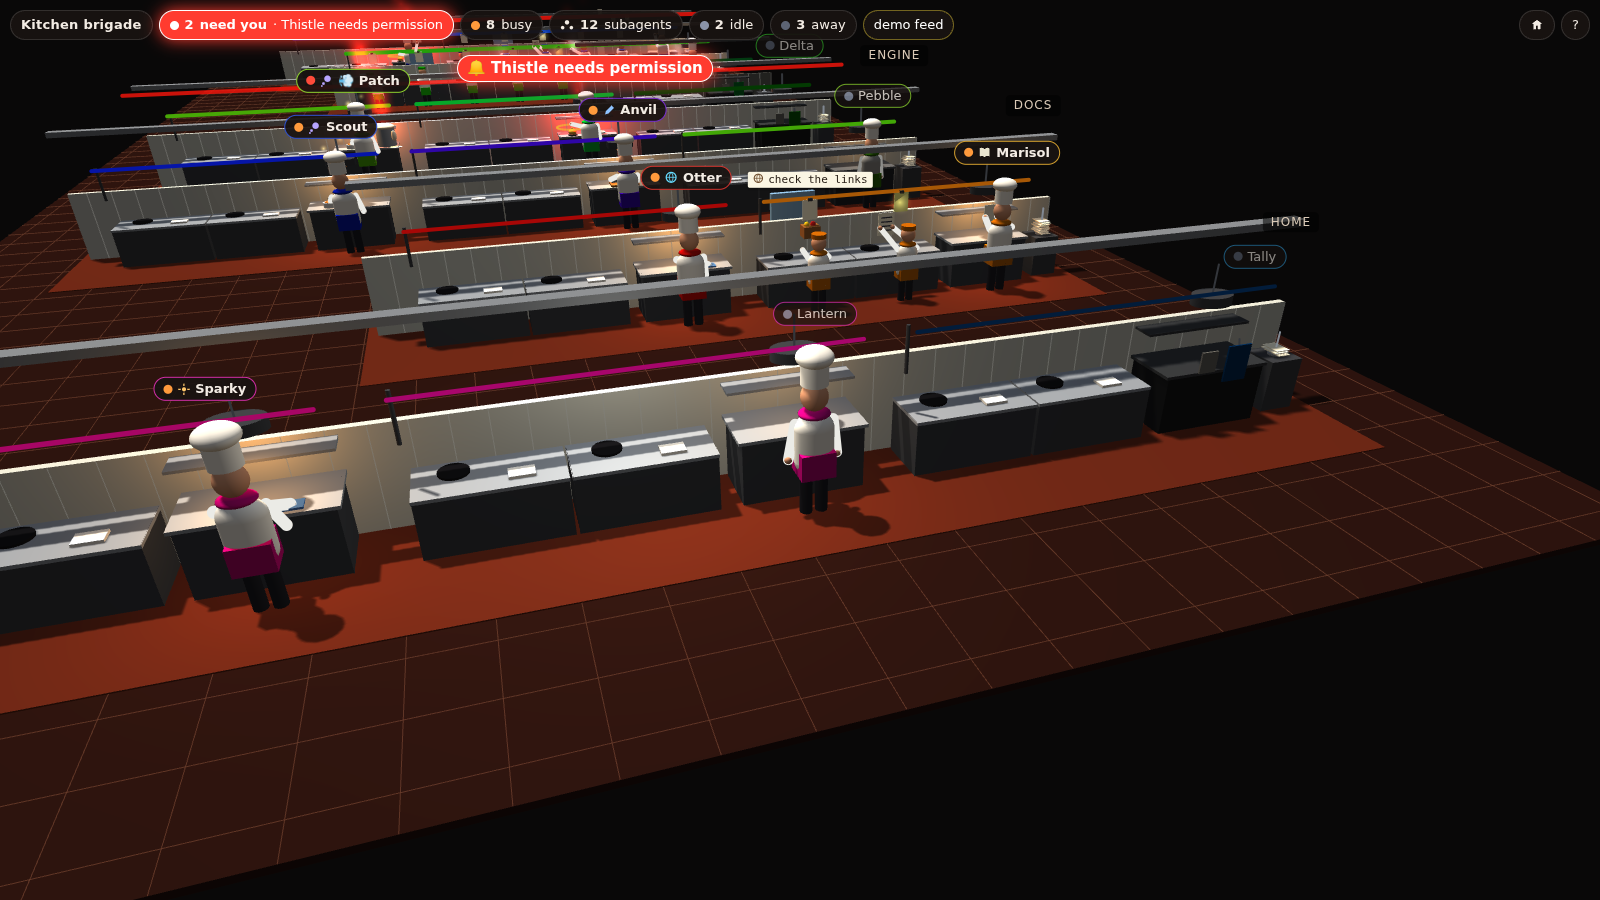 Kitchen brigade
2 need you · Thistle needs permission
8 busy
12 subagents
2 idle
3 away
demo feed
?
Delta
ENGINE
Thistle needs permission
Patch
Pebble
DOCS
Anvil
Scout
Marisol
Otter
check the links
HOME
Tally
Lantern
Sparky